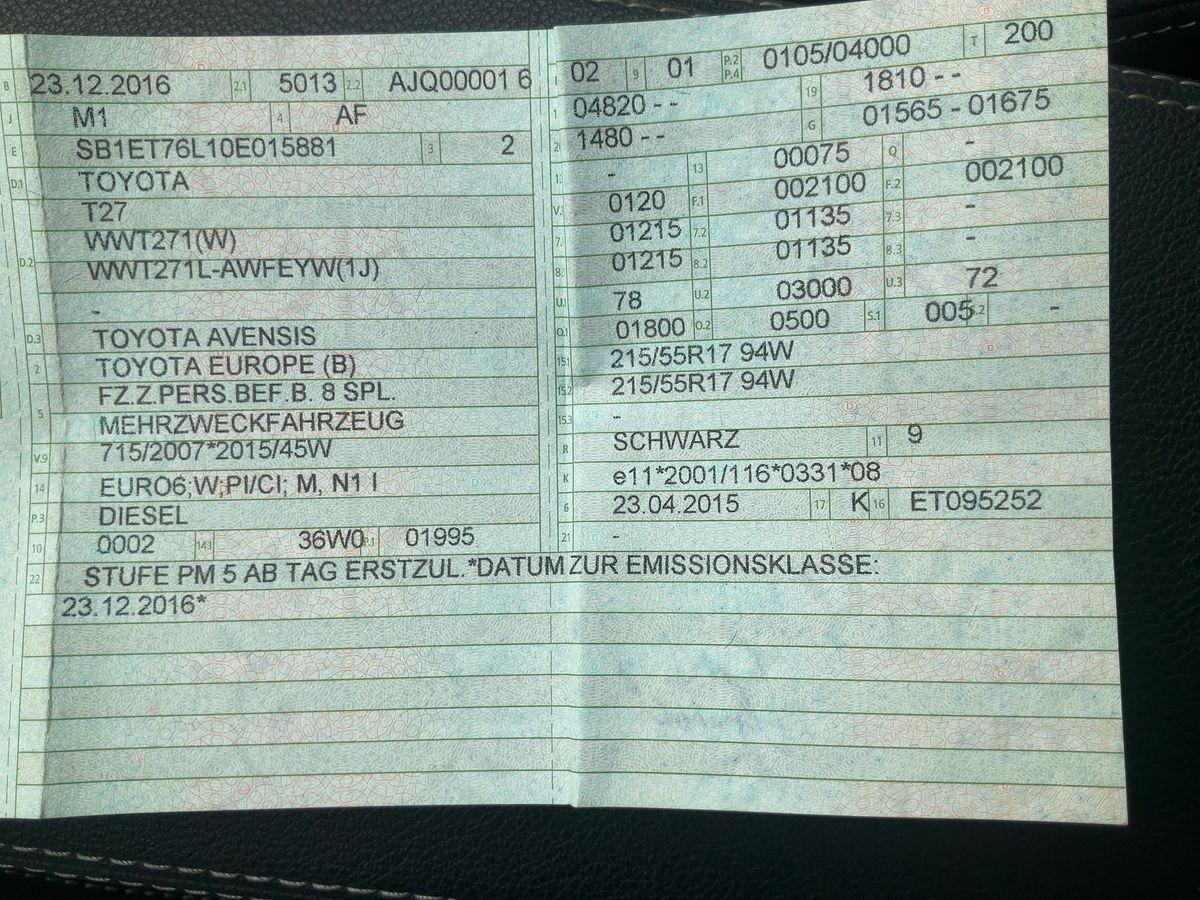 B 23.12.2016 2.1 5013 2.2 AJQ00001 6
J M1 4 AF
E SB1ET76L10E015881 3 2
D.1 TOYOTA
T27
D.2 WWT271(W)
WWT271L-AWFEYW(1J)
-
D.3 TOYOTA AVENSIS
2 TOYOTA EUROPE (B)
FZ.Z.PERS.BEF.B. 8 SPL.
5 MEHRZWECKFAHRZEUG
V.9 715/2007*2015/45W
14 EURO6;W;PI/CI; M, N1 I
P.3 DIESEL
10 0002 14.1 36W0 P.1 01995
L 02 9 01 P.2 P.4 0105/04000 T 200
1 04820 - - 19 1810 - -
2 1480 - - G 01565 - 01675
1 - 13 00075 Q -
V. 0120 F.1 002100 F.2 002100
7. 01215 7.2 01135 7.3 -
8. 01215 8.2 01135 8.3 -
U.1 78 U.2 03000 U.3 72
O.1 01800 O.2 0500 S.1 005 S.2 -
15.1 215/55R17 94W
15.2 215/55R17 94W
15.3 -
R SCHWARZ 11 9
K e11*2001/116*0331*08
6 23.04.2015 17 K 16 ET095252
21 -
22 STUFE PM 5 AB TAG ERSTZUL.*DATUM ZUR EMISSIONSKLASSE:
23.12.2016*